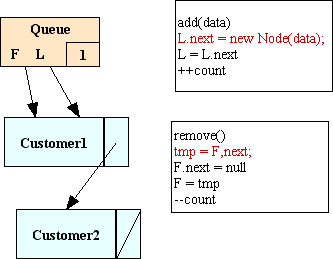 Queue
F L 1
Customer1
Customer2
add(data)
L.next = new Node(data);
L = L.next
++count
remove()
tmp = F,next;
F.next = null
F = tmp
--count